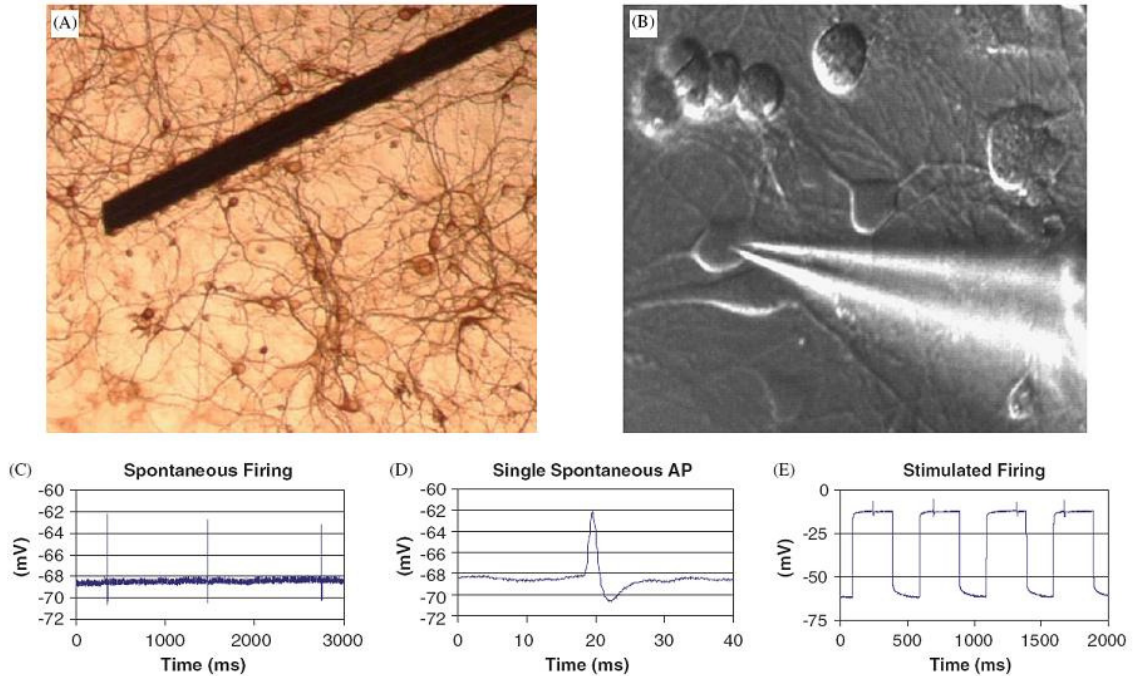 (A)
(B)
(C) Spontaneous Firing
-60
-62
-64
-66
-68
-70
-72
(mV)
0 1000 2000 3000
Time (ms)
(D) Single Spontaneous AP
-60
-62
-64
-66
-68
-70
-72
(mV)
0 20 40
Time (ms)
(E) Stimulated Firing
0
-25
-50
-75
(mV)
0 500 1000 1500 2000
Time (ms)